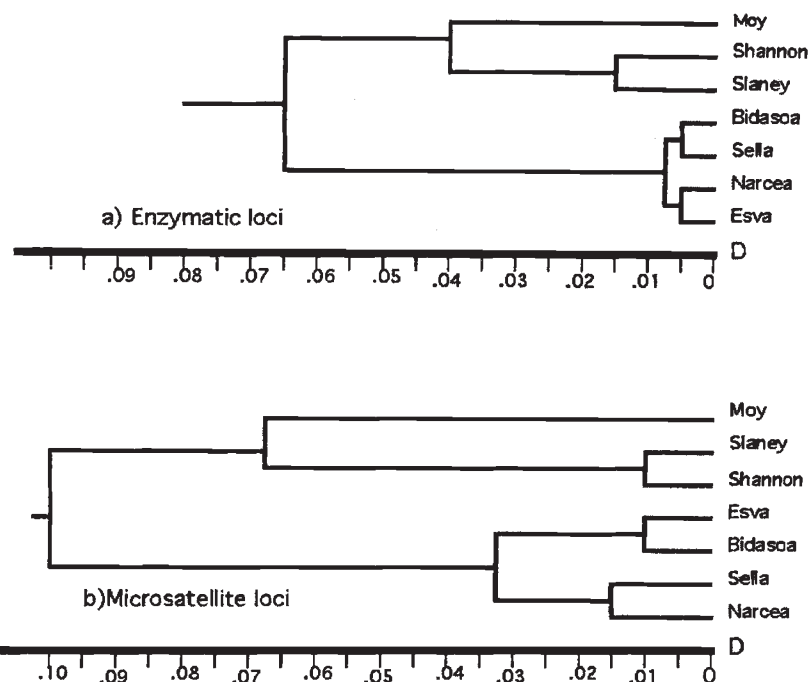 Moy
Shannon
Slaney
Bidasoa
Sella
Narcea
Esva
a) Enzymatic loci
D
.09 .08 .07 .06 .05 .04 .03 .02 .01 0
Moy
Slaney
Shannon
Esva
Bidasoa
Sella
Narcea
b)Microsatellite loci
D
.10 .09 .08 .07 .06 .05 .04 .03 .02 .01 0